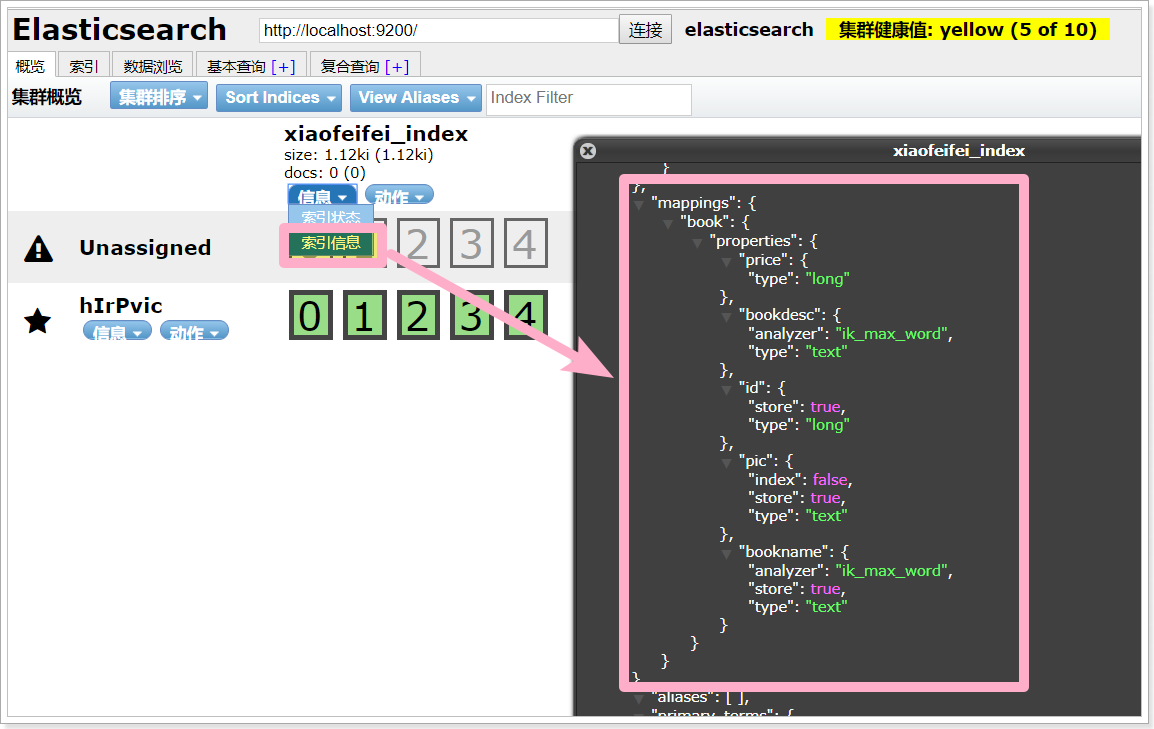 Elasticsearch http://localhost:9200/ 连接 elasticsearch 集群健康值: yellow (5 of 10)
概览 索引 数据浏览 基本查询 [+] 复合查询 [+]
集群概览 集群排序 Sort Indices View Aliases Index Filter
xiaofeifei_index
size: 1.12ki (1.12ki)
docs: 0 (0)
信息 动作
索引状态
索引信息
Unassigned 2 3 4
hIrPvic
信息 动作
0 1 2 3 4
xiaofeifei_index
}
},
"mappings": {
"book": {
"properties": {
"price": {
"type": "long"
},
"bookdesc": {
"analyzer": "ik_max_word",
"type": "text"
},
"id": {
"store": true,
"type": "long"
},
"pic": {
"index": false,
"store": true,
"type": "text"
},
"bookname": {
"analyzer": "ik_max_word",
"store": true,
"type": "text"
}
}
}
},
"aliases": [ ],
"primary_terms": {